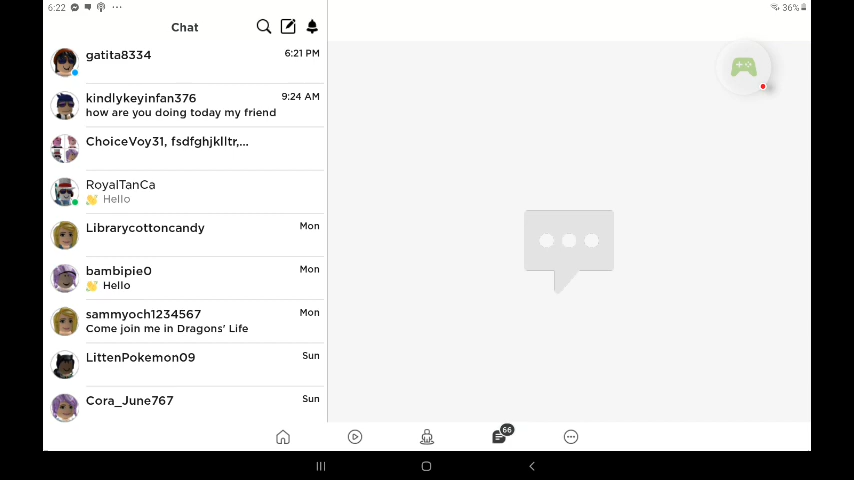 6:22
36%
Chat
gatita8334 6:21 PM
kindlykeyinfan376 9:24 AM
how are you doing today my friend
ChoiceVoy31, fsdfghjklltr,...
RoyalTanCa
👋 Hello
Librarycottoncandy Mon
bambipie0 Mon
👋 Hello
sammyoch1234567 Mon
Come join me in Dragons' Life
LittenPokemon09 Sun
Cora_June767 Sun
66